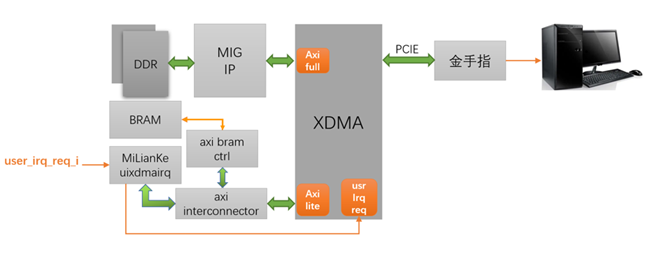 DDR
MIG
IP
Axi
full
PCIE
金手指
XDMA
BRAM
axi bram
ctrl
user_irq_req_i
MiLianKe
uixdmairq
axi
interconnector
Axi
lite
usr
Irq
req